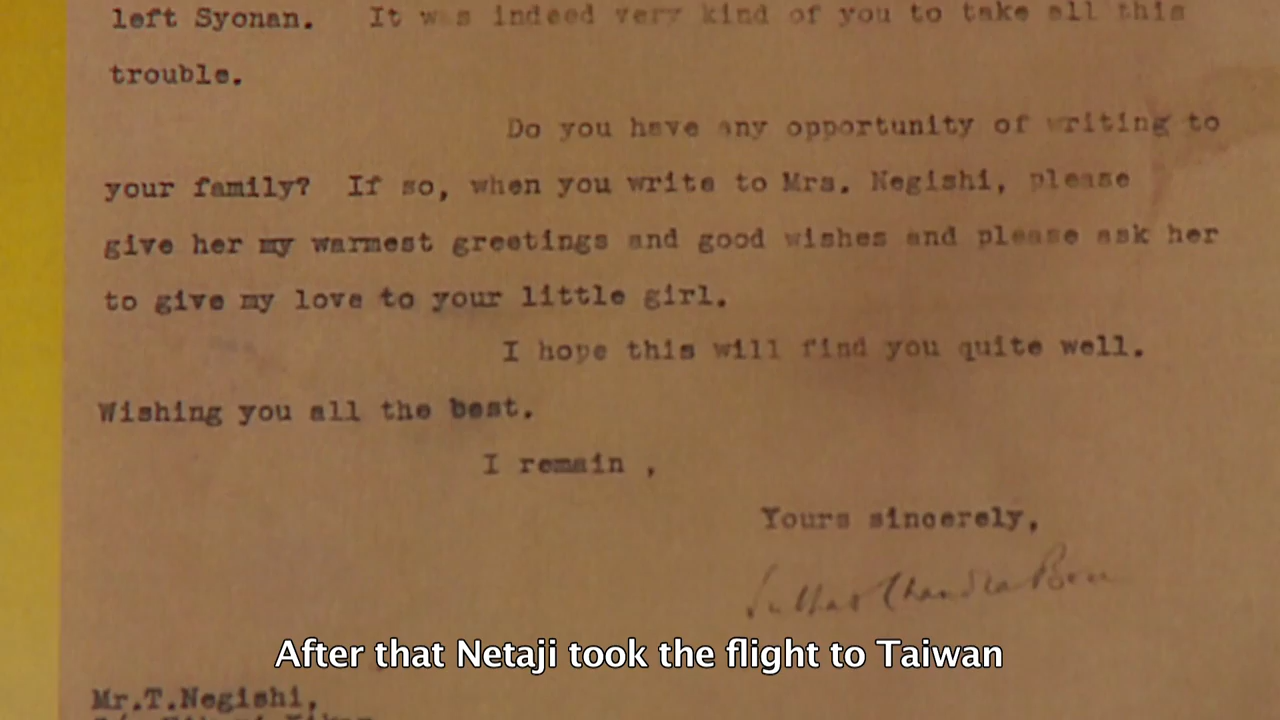 left Syonan. It was indeed very kind of you to take all this
trouble.
Do you have any opportunity of writing to
your family? If so, when you write to Mrs. Negishi, please
give her my warmest greetings and good wishes and please ask her
to give my love to your little girl.
I hope this will find you quite well.
Wishing you all the best.
I remain ,
Yours sincerely,
Subhas Chandra Bose
After that Netaji took the flight to Taiwan
Mr.T.Negishi,